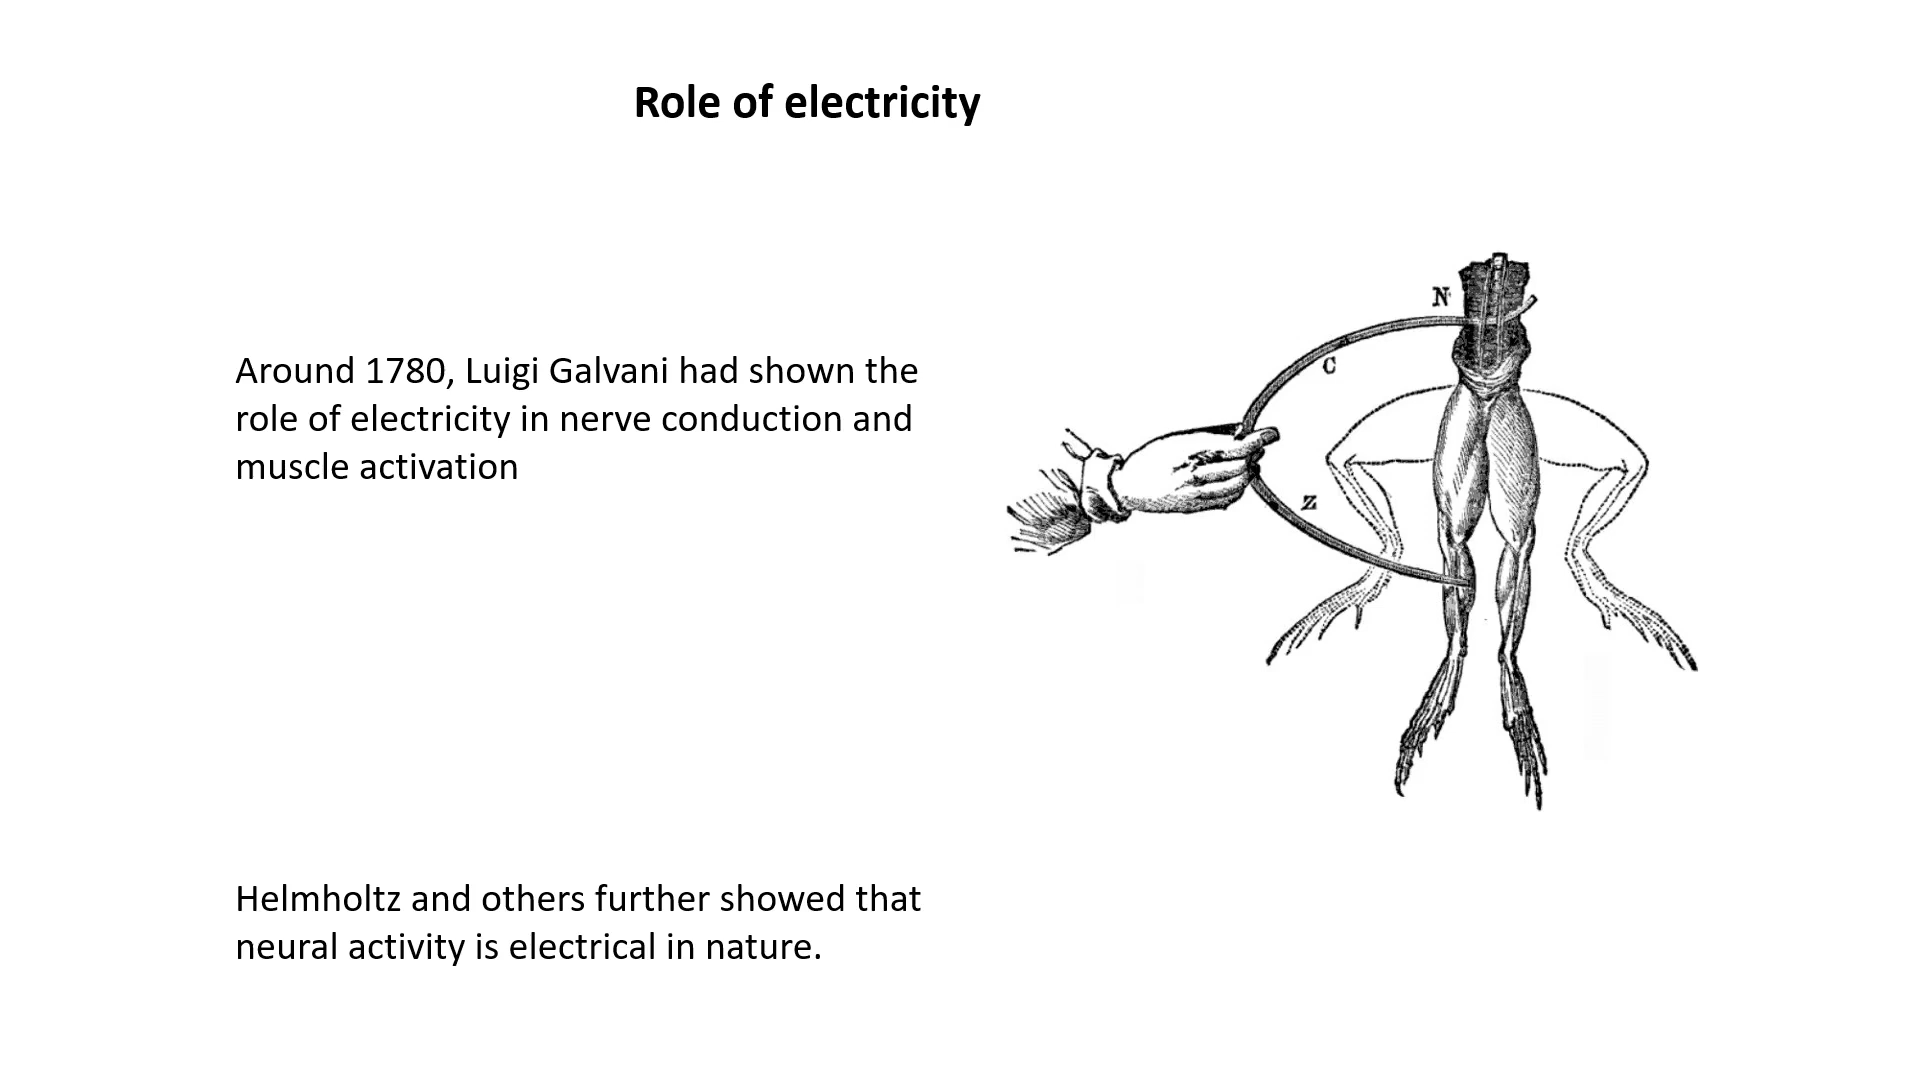 Role of electricity
Around 1780, Luigi Galvani had shown the
role of electricity in nerve conduction and
muscle activation
N
C
Z
Helmholtz and others further showed that
neural activity is electrical in nature.